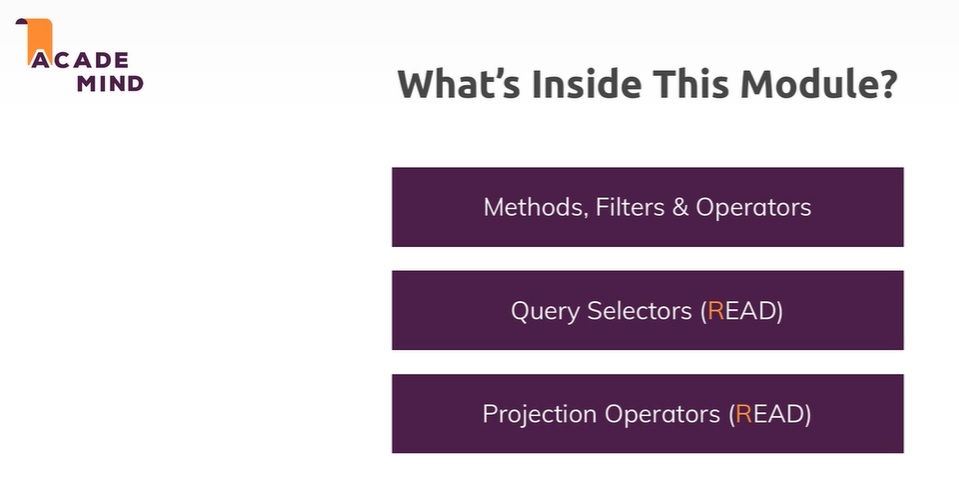 ACADE
MIND
What’s Inside This Module?
Methods, Filters & Operators
Query Selectors (READ)
Projection Operators (READ)